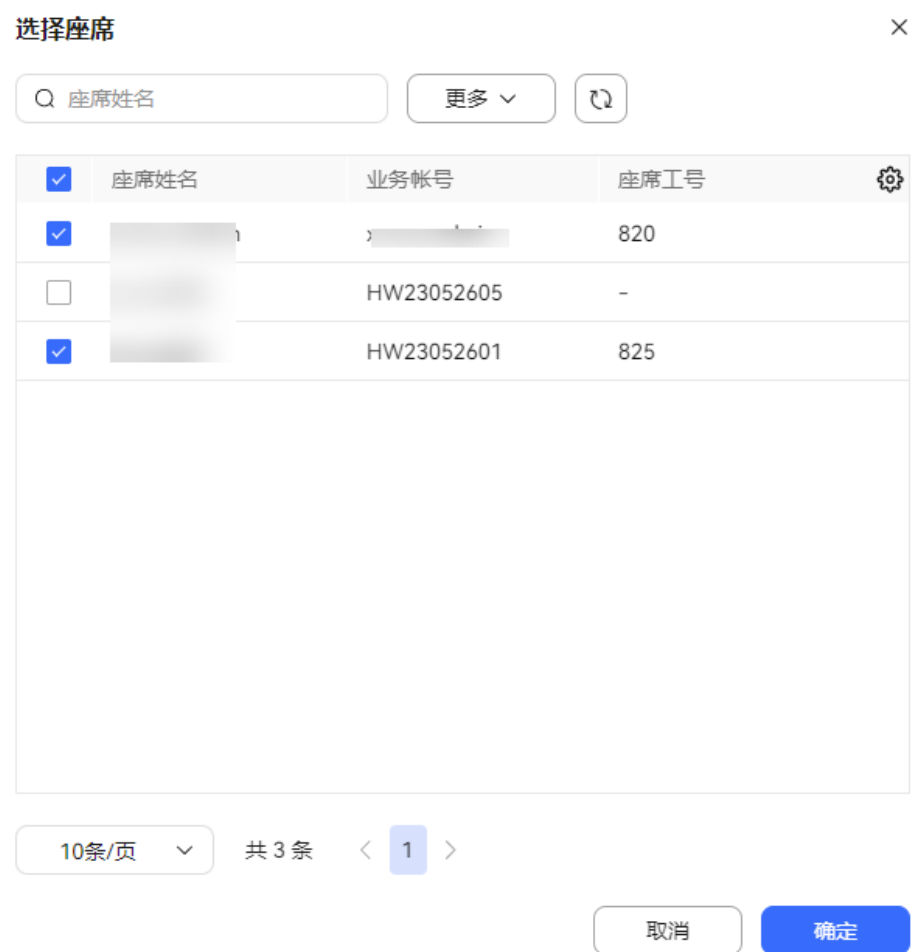 选择座席
座席姓名
更多
座席姓名 业务帐号 座席工号
820
HW23052605 -
HW23052601 825
10条/页 共 3 条 1
取消 确定